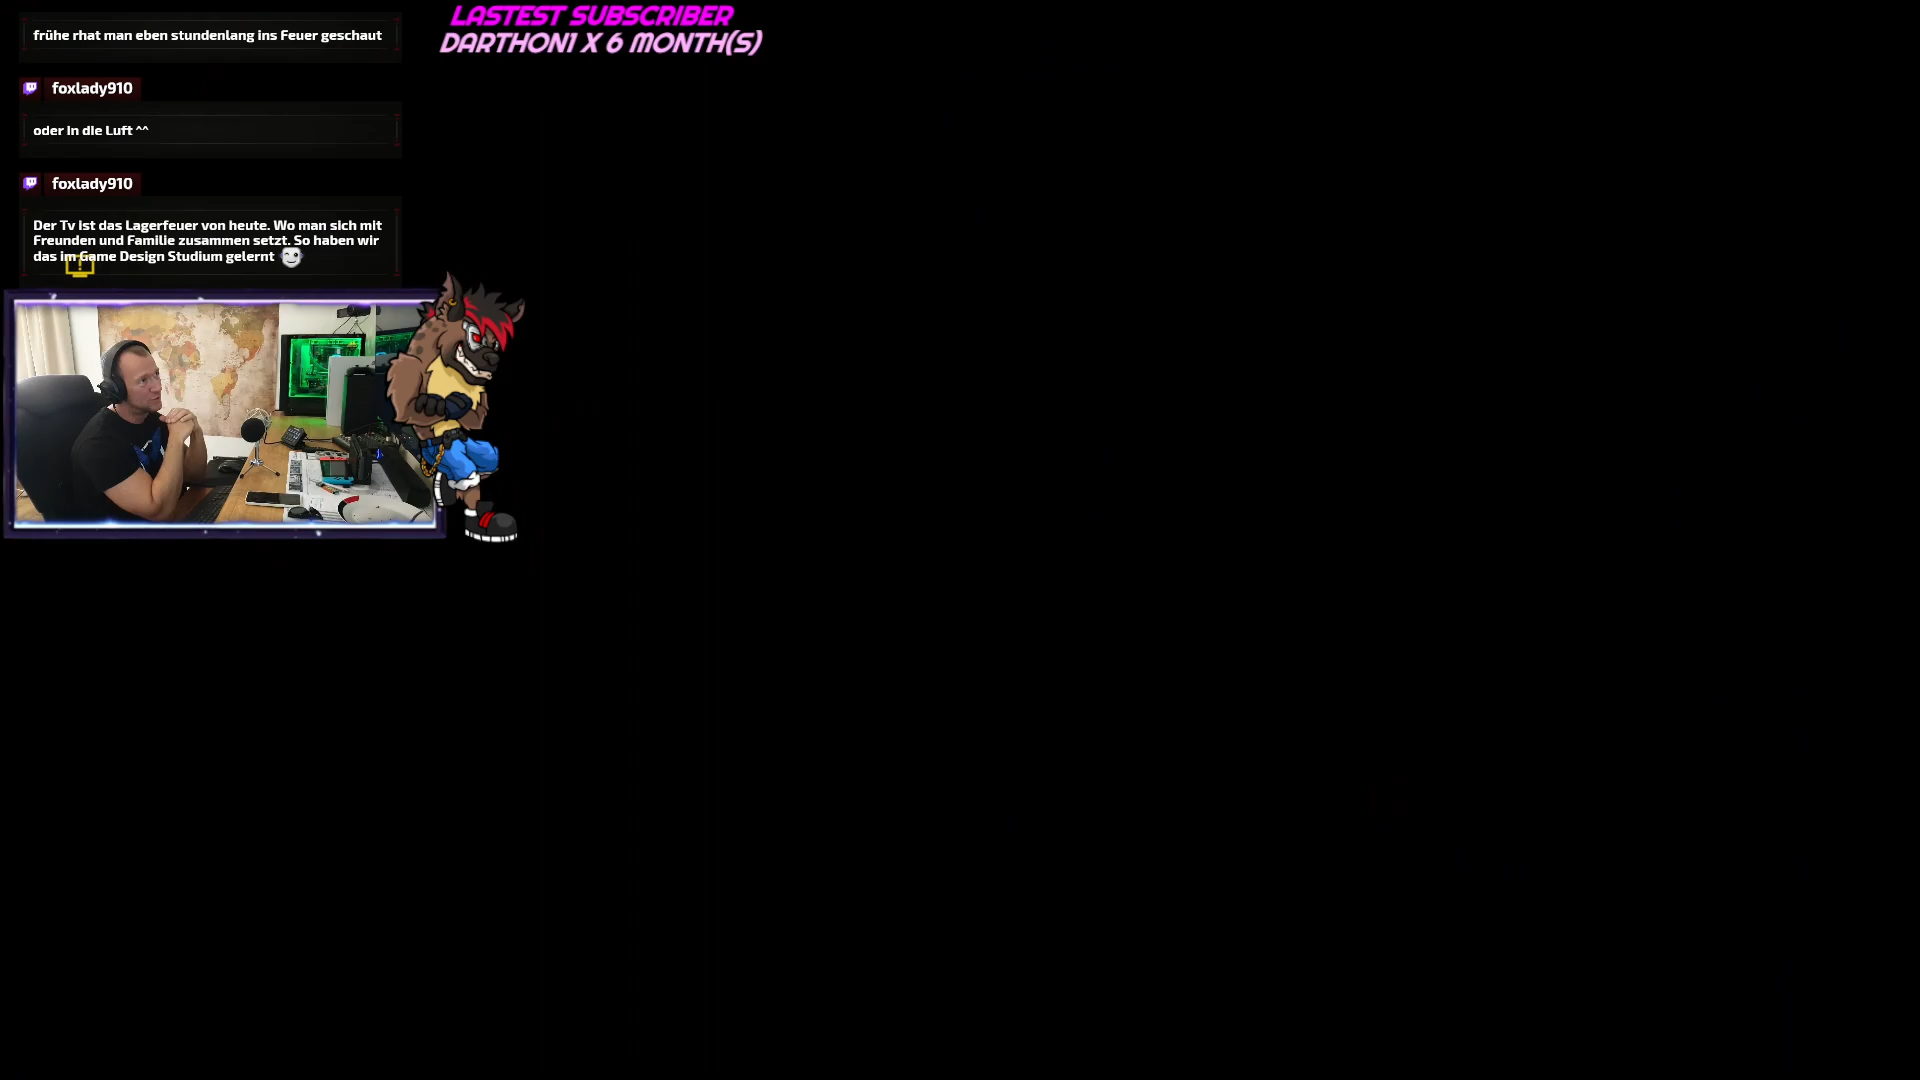 frühe rhat man eben stundenlang ins Feuer geschaut
foxlady910
oder in die Luft ^^
foxlady910
Der Tv ist das Lagerfeuer von heute. Wo man sich mit
Freunden und Familie zusammen setzt. So haben wir
das im Game Design Studium gelernt
LASTEST SUBSCRIBER
DARTHON1 X 6 MONTH(S)